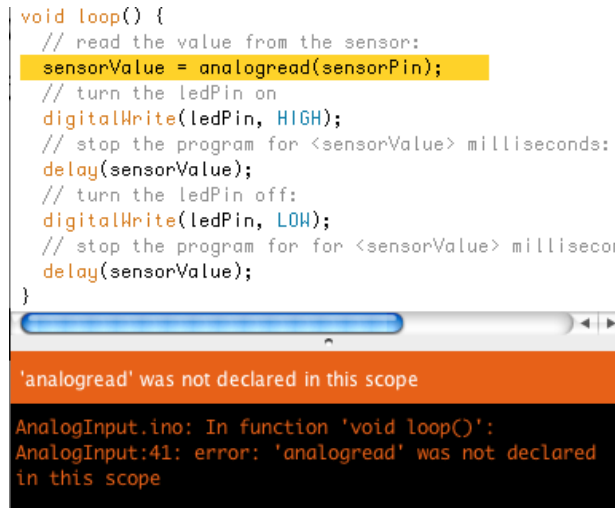 void loop() {
// read the value from the sensor:
sensorValue = analogread(sensorPin);
// turn the ledPin on
digitalWrite(ledPin, HIGH);
// stop the program for <sensorValue> milliseconds:
delay(sensorValue);
// turn the ledPin off:
digitalWrite(ledPin, LOW);
// stop the program for for <sensorValue>
delay(sensorValue);
}
'analogread' was not declared in this scope
AnalogInput.ino: In function 'void loop()':
AnalogInput:41: error: 'analogread' was not declared
in this scope